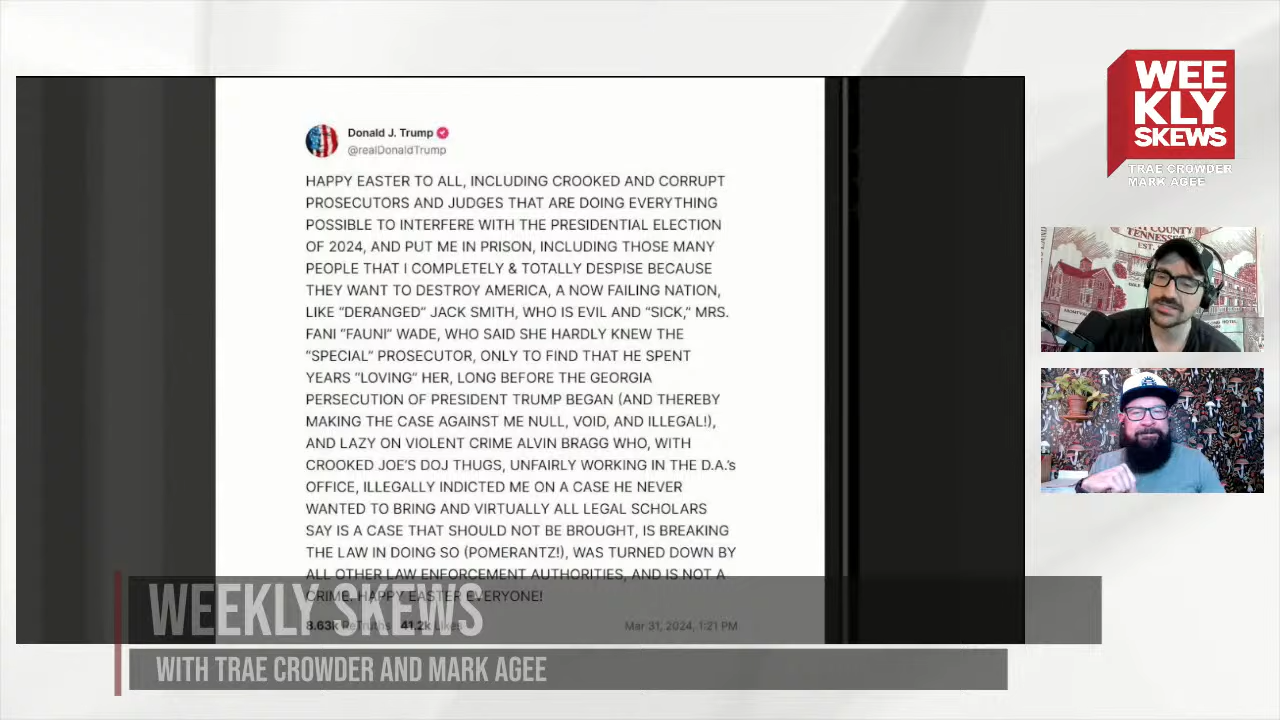 Donald J. Trump
@realDonaldTrump
HAPPY EASTER TO ALL, INCLUDING CROOKED AND CORRUPT
PROSECUTORS AND JUDGES THAT ARE DOING EVERYTHING
POSSIBLE TO INTERFERE WITH THE PRESIDENTIAL ELECTION
OF 2024, AND PUT ME IN PRISON, INCLUDING THOSE MANY
PEOPLE THAT I COMPLETELY & TOTALLY DESPISE BECAUSE
THEY WANT TO DESTROY AMERICA, A NOW FAILING NATION,
LIKE "DERANGED" JACK SMITH, WHO IS EVIL AND "SICK," MRS.
FANI "FAUNI" WADE, WHO SAID SHE HARDLY KNEW THE
"SPECIAL" PROSECUTOR, ONLY TO FIND THAT HE SPENT
YEARS "LOVING" HER, LONG BEFORE THE GEORGIA
PERSECUTION OF PRESIDENT TRUMP BEGAN (AND THEREBY
MAKING THE CASE AGAINST ME NULL, VOID, AND ILLEGAL!),
AND LAZY ON VIOLENT CRIME ALVIN BRAGG WHO, WITH
CROOKED JOE'S DOJ THUGS, UNFAIRLY WORKING IN THE D.A.'s
OFFICE, ILLEGALLY INDICTED ME ON A CASE HE NEVER
WANTED TO BRING AND VIRTUALLY ALL LEGAL SCHOLARS
SAY IS A CASE THAT SHOULD NOT BE BROUGHT, IS BREAKING
THE LAW IN DOING SO (POMERANTZ!), WAS TURNED DOWN BY
ALL OTHER LAW ENFORCEMENT AUTHORITIES, AND IS NOT A
CRIME. HAPPY EASTER EVERYONE!
8.63k ReTruths 41.2k Likes
Mar 31, 2024, 1:21 PM
WEEKLY SKEWS
WITH TRAE CROWDER AND MARK AGEE
WEE
KLY
SKEWS
TRAE CROWDER
MARK AGEE
COUNTY
TENNESSEE
EST.